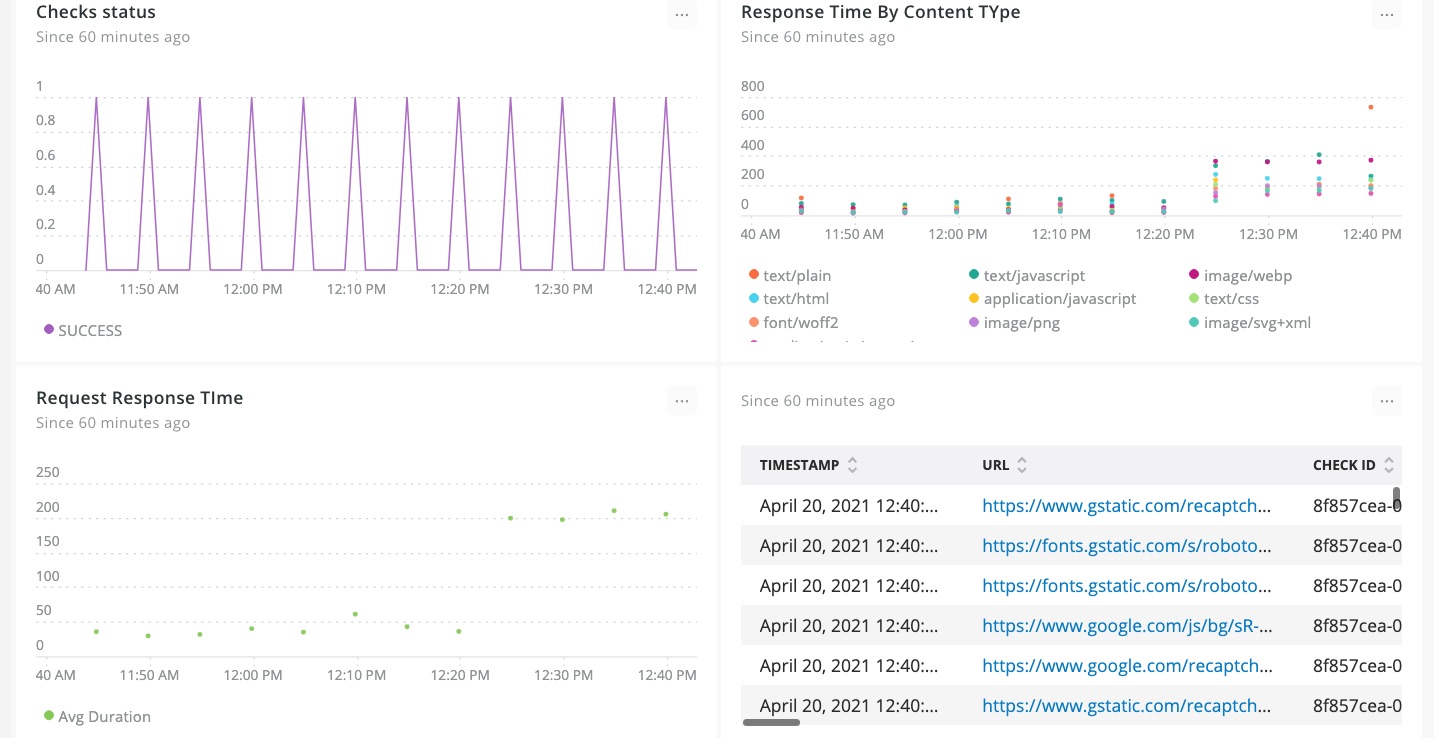 Checks status
...
Since 60 minutes ago
1
0.8
0.6
0.4
0.2
0
40 AM 11:50 AM 12:00 PM 12:10 PM 12:20 PM 12:30 PM 12:40 PM
SUCCESS
Response Time By Content TYpe
...
Since 60 minutes ago
800
600
400
200
0
40 AM 11:50 AM 12:00 PM 12:10 PM 12:20 PM 12:30 PM 12:40 PM
text/plain text/javascript image/webp
text/html application/javascript text/css
font/woff2 image/png image/svg+xml
Request Response TIme
...
Since 60 minutes ago
250
200
150
100
50
0
40 AM 11:50 AM 12:00 PM 12:10 PM 12:20 PM 12:30 PM 12:40 PM
Avg Duration
Since 60 minutes ago
...
TIMESTAMP URL CHECK ID
April 20, 2021 12:40:... https://www.gstatic.com/recaptch... 8f857cea-0
April 20, 2021 12:40:... https://fonts.gstatic.com/s/roboto... 8f857cea-0
April 20, 2021 12:40:... https://fonts.gstatic.com/s/roboto... 8f857cea-0
April 20, 2021 12:40:... https://www.google.com/js/bg/sR-... 8f857cea-0
April 20, 2021 12:40:... https://www.google.com/recaptch... 8f857cea-0
April 20, 2021 12:40:... https://www.gstatic.com/recaptch... 8f857cea-0